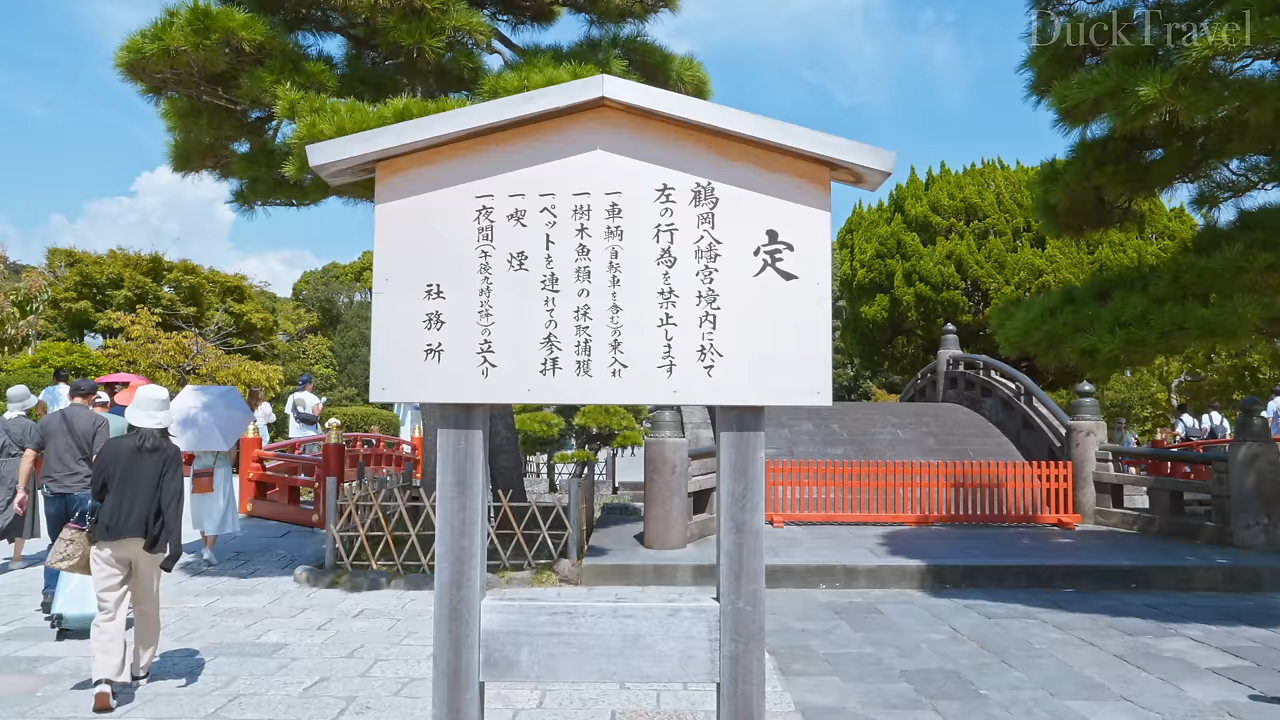 定
鶴岡八幡宮境内に於て
左の行為を禁止します
一車輌(自転車を含む)の乗入れ
一樹木魚類の採取捕獲
一ペットを連れての参拝
一喫煙
一夜間(午後九時以降)の立入り
社務所
DuckTravel